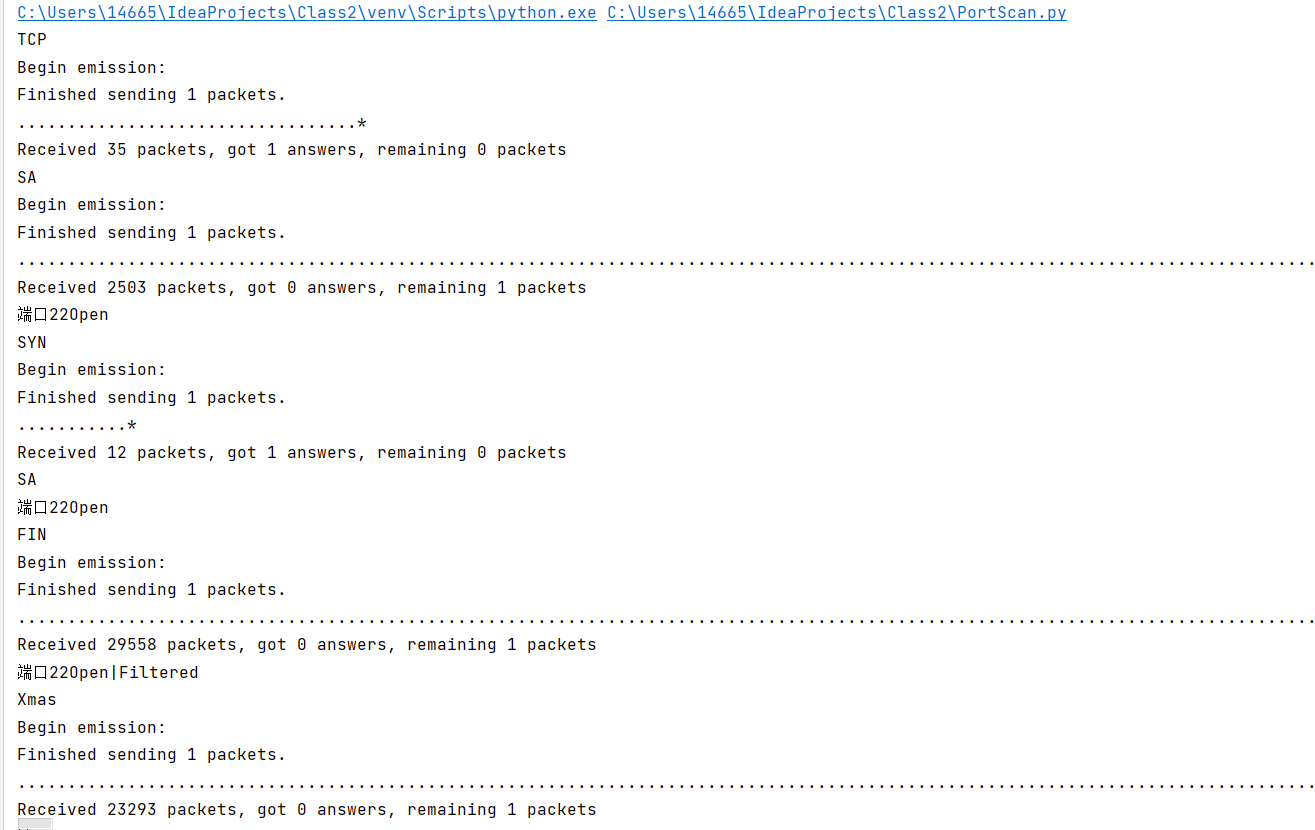 C:\Users\14665\IdeaProjects\Class2\venv\Scripts\python.exe C:\Users\14665\IdeaProjects\Class2\PortScan.py
TCP
Begin emission:
Finished sending 1 packets.
..................................*
Received 35 packets, got 1 answers, remaining 0 packets
SA
Begin emission:
Finished sending 1 packets.
..................................................................................................................................
Received 2503 packets, got 0 answers, remaining 1 packets
端口22Open
SYN
Begin emission:
Finished sending 1 packets.
...........*
Received 12 packets, got 1 answers, remaining 0 packets
SA
端口22Open
FIN
Begin emission:
Finished sending 1 packets.
..................................................................................................................................
Received 29558 packets, got 0 answers, remaining 1 packets
端口22Open|Filtered
Xmas
Begin emission:
Finished sending 1 packets.
..................................................................................................................................
Received 23293 packets, got 0 answers, remaining 1 packets